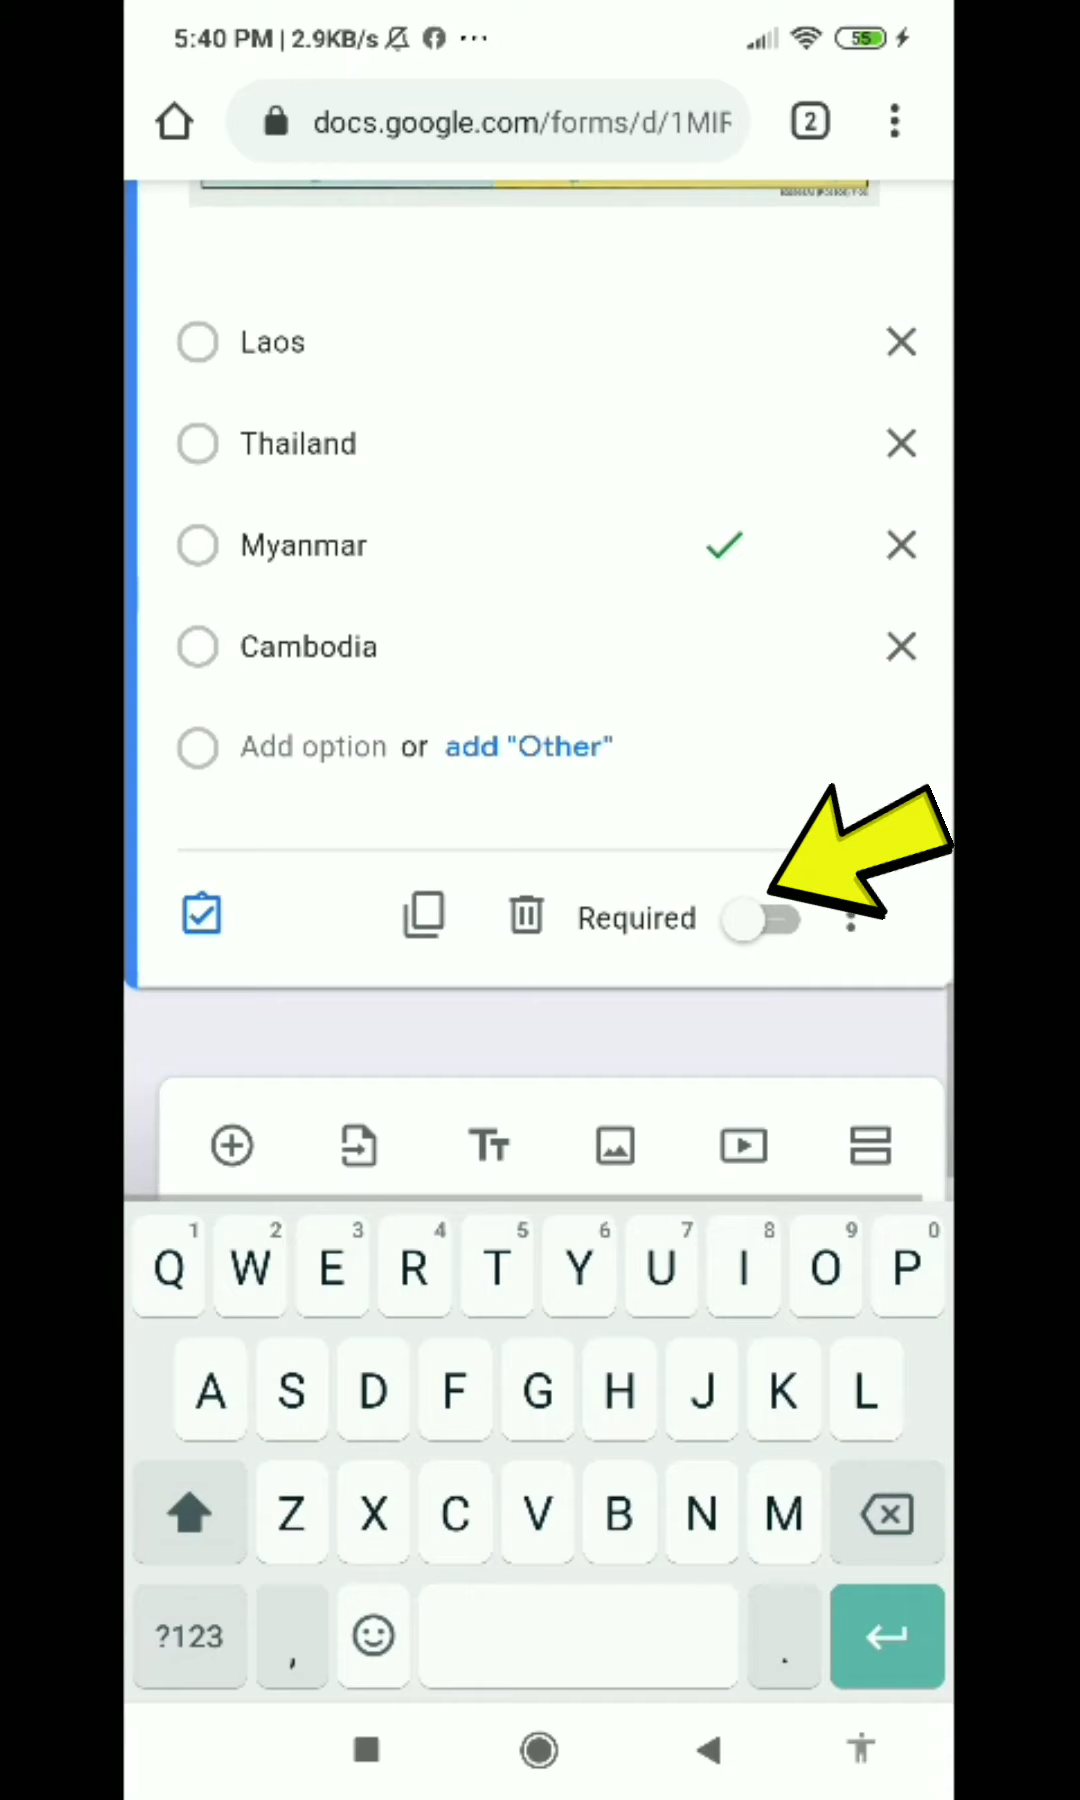 5:40 PM | 2.9KB/s ...
55
docs.google.com/forms/d/1MIF
2
Laos
Thailand
Myanmar
Cambodia
Add option or add "Other"
Required
1 2 3 4 5 6 7 8 9 0
Q W E R T Y U I O P
A S D F G H J K L
Z X C V B N M
?123 , .